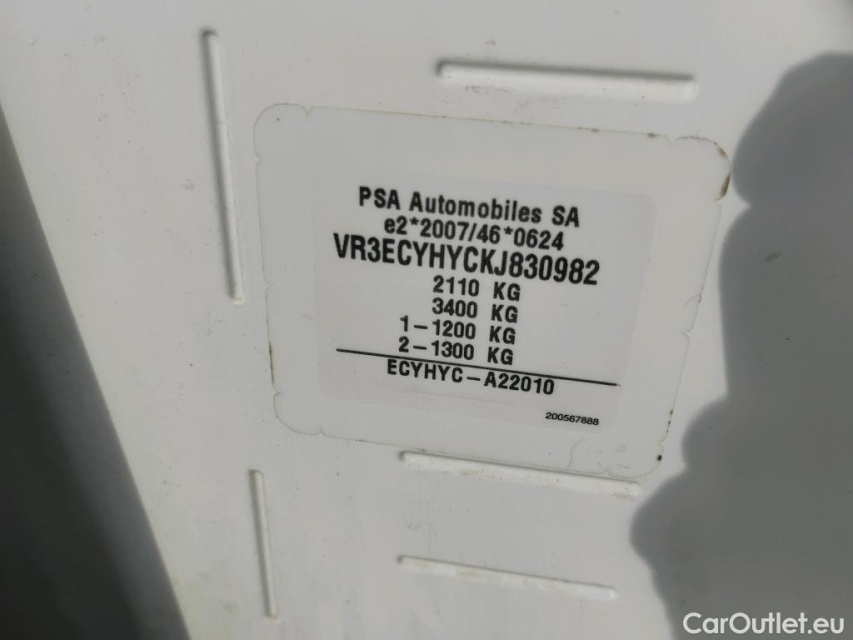 PSA Automobiles SA
e2*2007/46*0624
VR3ECYHYCKJ830982
2110 KG
3400 KG
1-1200 KG
2-1300 KG
ECYHYC-A22010
200567888
CarOutlet.eu